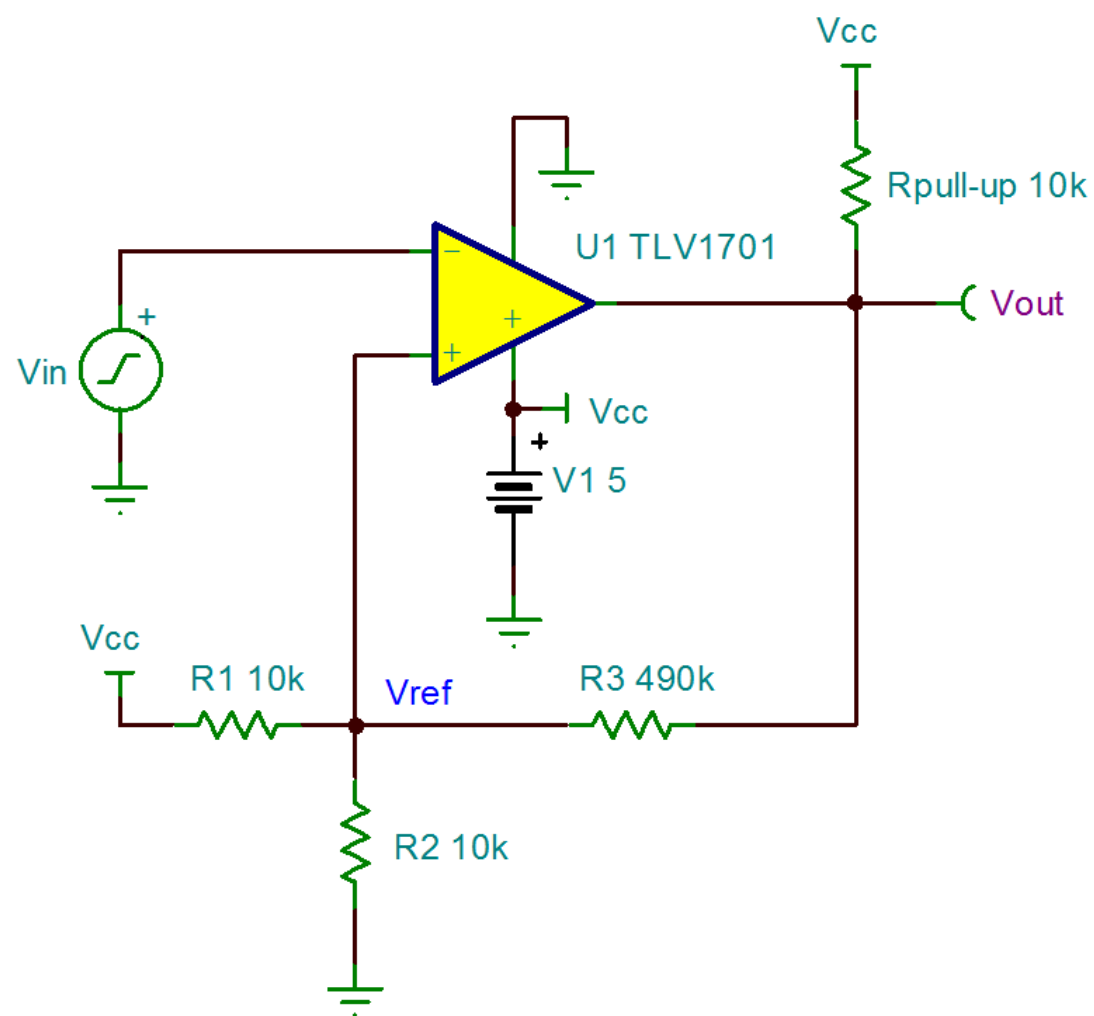 Vcc
Rpull-up 10k
U1 TLV1701
+
−
Vout
+
+
Vin
+
Vcc
+
V1 5
Vcc
R1 10k
Vref
R3 490k
R2 10k